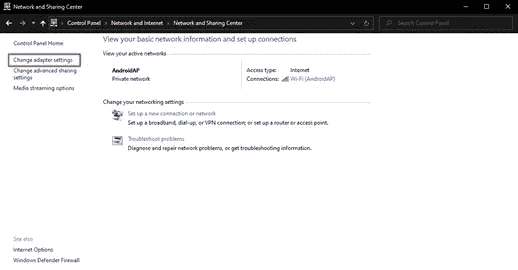 Network and Sharing Center
Control Panel > Network and Internet > Network and Sharing Center
Search Control Panel
Control Panel Home
Change adapter settings
Change advanced sharing
settings
Media streaming options
View your basic network information and set up connections
View your active networks
AndroidAP
Private network
Access type: Internet
Connections: Wi-Fi (AndroidAP)
Change your networking settings
Set up a new connection or network
Set up a broadband, dial-up, or VPN connection; or set up a router or access point.
Troubleshoot problems
Diagnose and repair network problems, or get troubleshooting information.
See also
Internet Options
Windows Defender Firewall